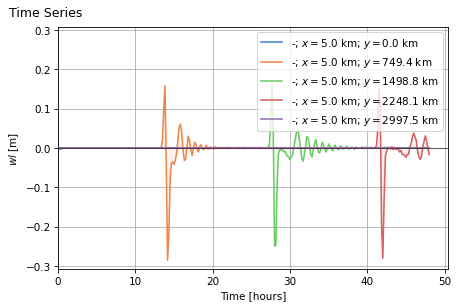 Time Series
0.3
0.2
0.1
0.0
−0.1
−0.2
−0.3
wl [m]
-; x = 5.0 km; y = 0.0 km
-; x = 5.0 km; y = 749.4 km
-; x = 5.0 km; y = 1498.8 km
-; x = 5.0 km; y = 2248.1 km
-; x = 5.0 km; y = 2997.5 km
0 10 20 30 40 50
Time [hours]